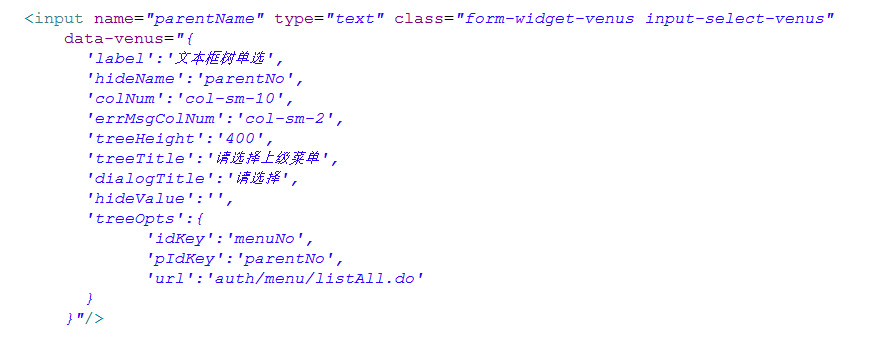 <input name="parentName" type="text" class="form-widget-venus input-select-venus"
data-venus="{
'label':'文本框树单选',
'hideName':'parentNo',
'colNum':'col-sm-10',
'errMsgColNum':'col-sm-2',
'treeHeight':'400',
'treeTitle':'请选择上级菜单',
'dialogTitle':'请选择',
'hideValue':'',
'treeOpts':{
'idKey':'menuNo',
'pIdKey':'parentNo',
'url':'auth/menu/listAll.do'
}
}"/>